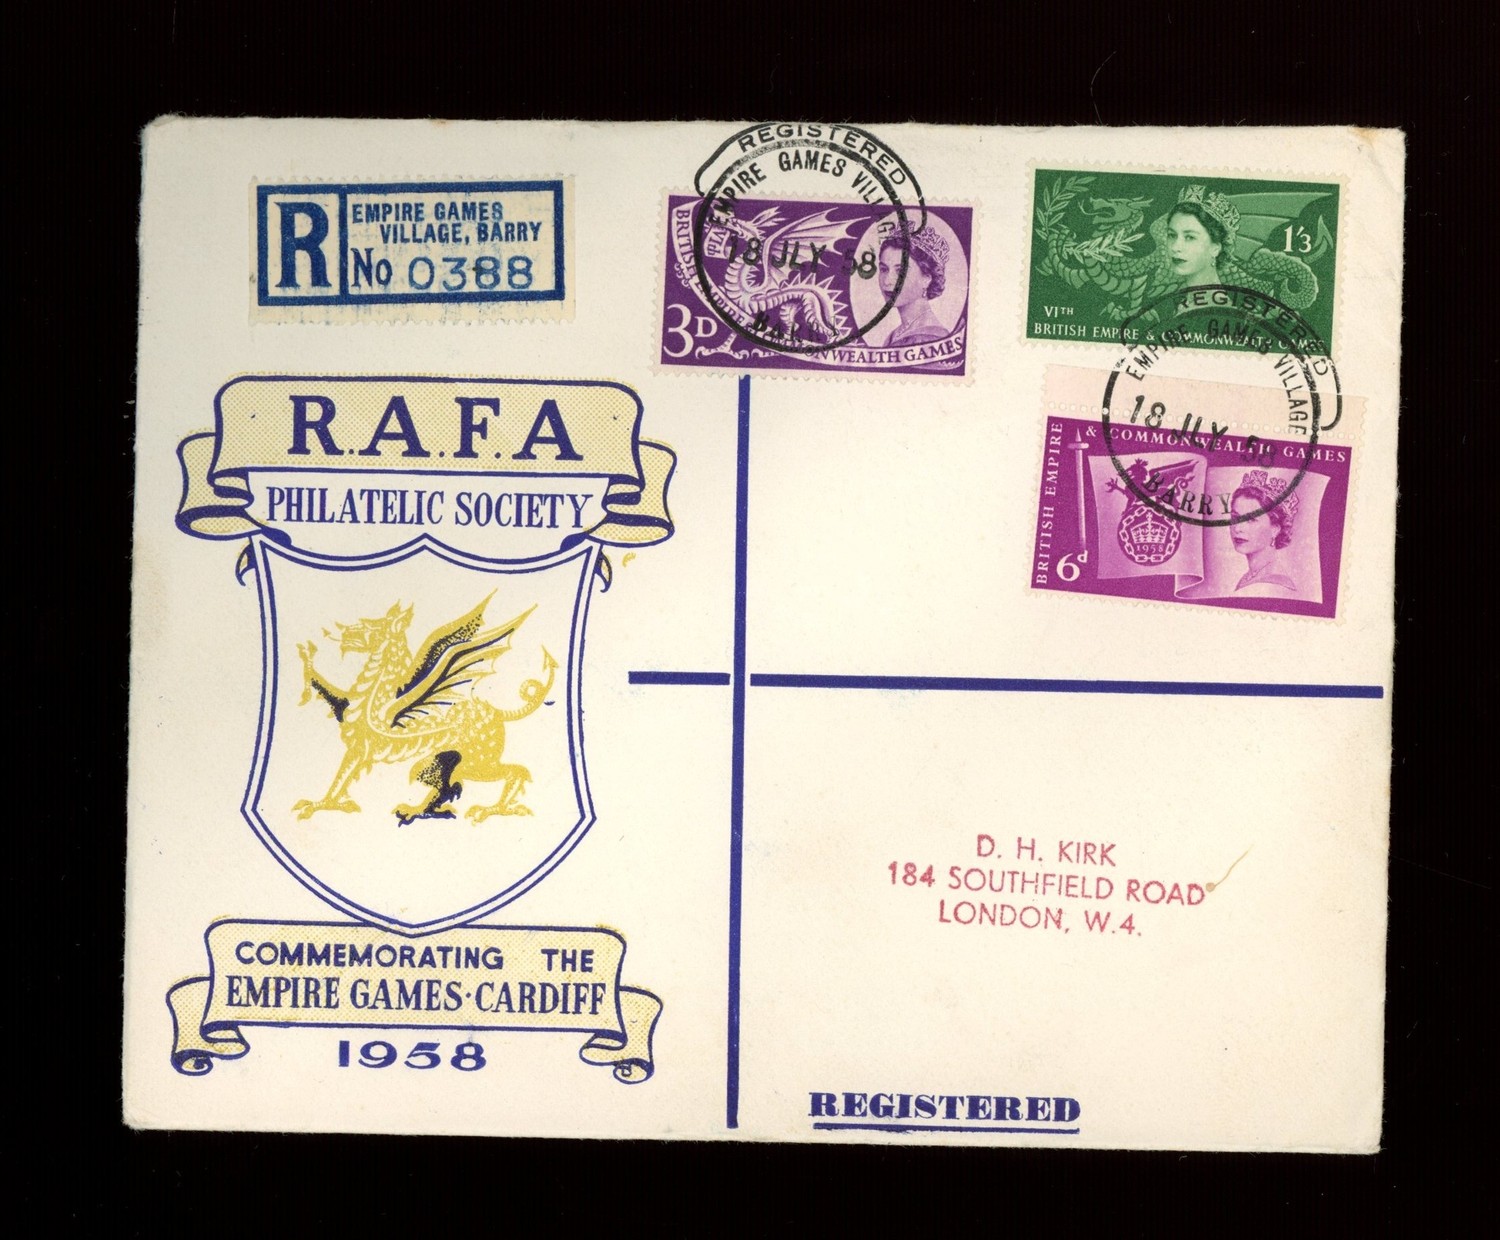 R
EMPIRE GAMES
VILLAGE, BARRY
No 0388
REGISTERED
EMPIRE GAMES VILLAGE
18 JLY 58
BARRY
BRITISH EMPIRE & COMMONWEALTH GAMES
VIth
3D
1'3
VITH
BRITISH EMPIRE & COMMONWEALTH GAMES
REGISTERED
EMPIRE GAMES VILLAGE
18 JLY 58
BARRY
BRITISH EMPIRE & COMMONWEALTH GAMES
1958
6d
R.A.F.A
PHILATELIC SOCIETY
COMMEMORATING THE
EMPIRE GAMES·CARDIFF
1958
D. H. KIRK
184 SOUTHFIELD ROAD
LONDON, W.4.
REGISTERED